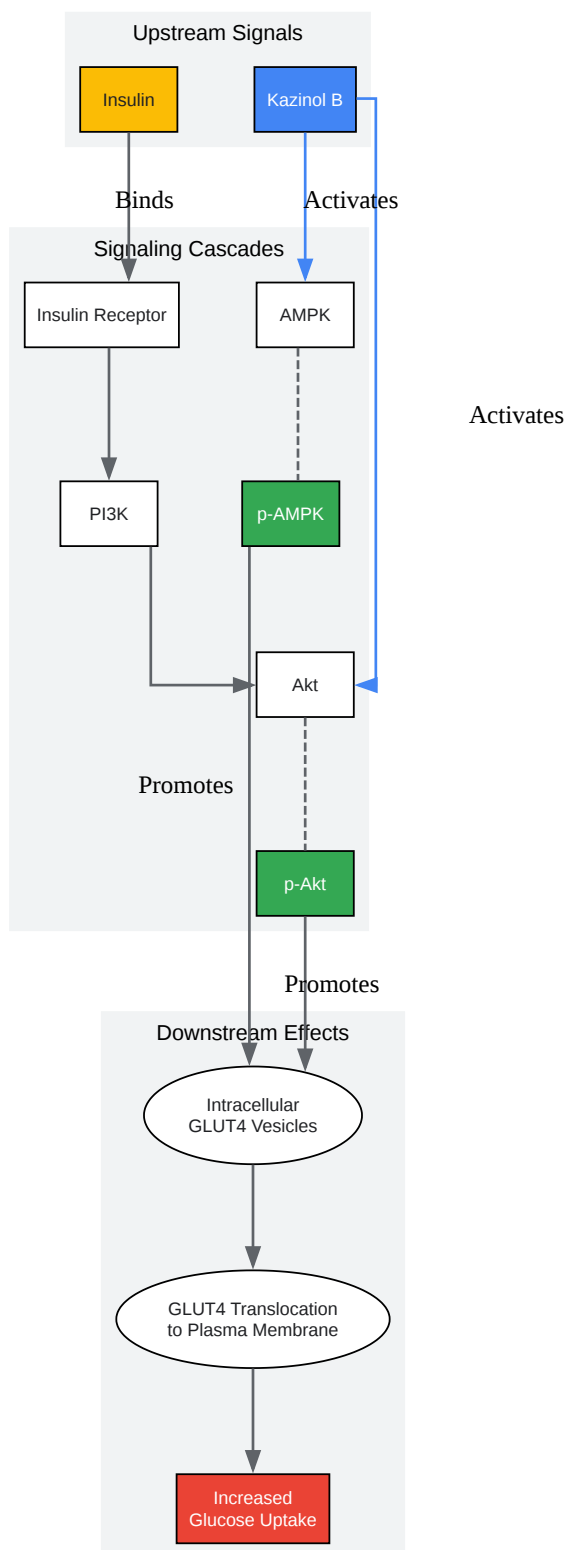 Upstream Signals
Insulin
Kazinol B
Binds
Activates
Signaling Cascades
Insulin Receptor
AMPK
Activates
PI3K
p-AMPK
Akt
Promotes
p-Akt
Promotes
Downstream Effects
Intracellular
GLUT4 Vesicles
GLUT4 Translocation
to Plasma Membrane
Increased
Glucose Uptake